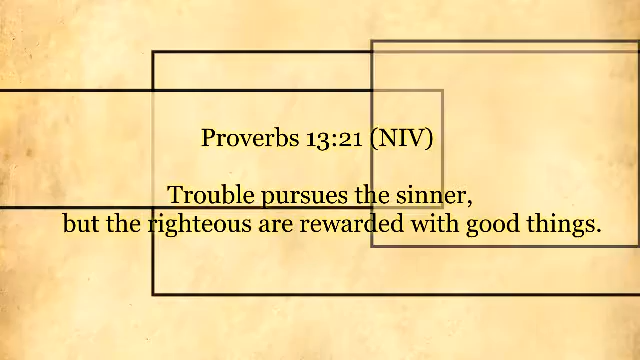 Proverbs 13:21 (NIV)
Trouble pursues the sinner,
but the righteous are rewarded with good things.